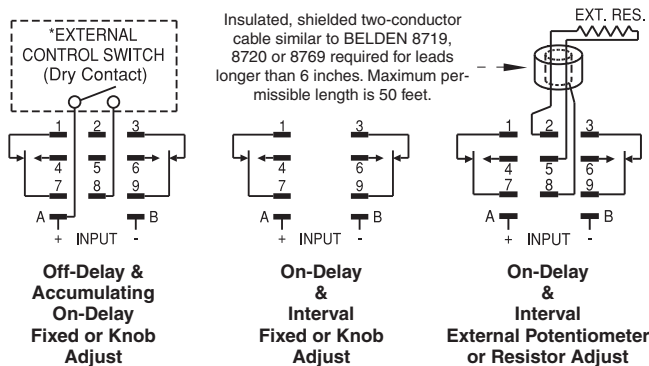 *EXTERNAL
CONTROL SWITCH
(Dry Contact)
1 2 3
4 5 6
7 8 9
A B
+ INPUT -
Off-Delay &
Accumulating
On-Delay
Fixed or Knob
Adjust
Insulated, shielded two-conductor
cable similar to BELDEN 8719,
8720 or 8769 required for leads
longer than 6 inches. Maximum per-
missible length is 50 feet.
1 3
4 6
7 9
A B
+ INPUT -
On-Delay
&
Interval
Fixed or Knob
Adjust
EXT. RES.
1 2 3
4 5 6
7 8 9
A B
+ INPUT -
On-Delay
&
Interval
External Potentiometer
or Resistor Adjust